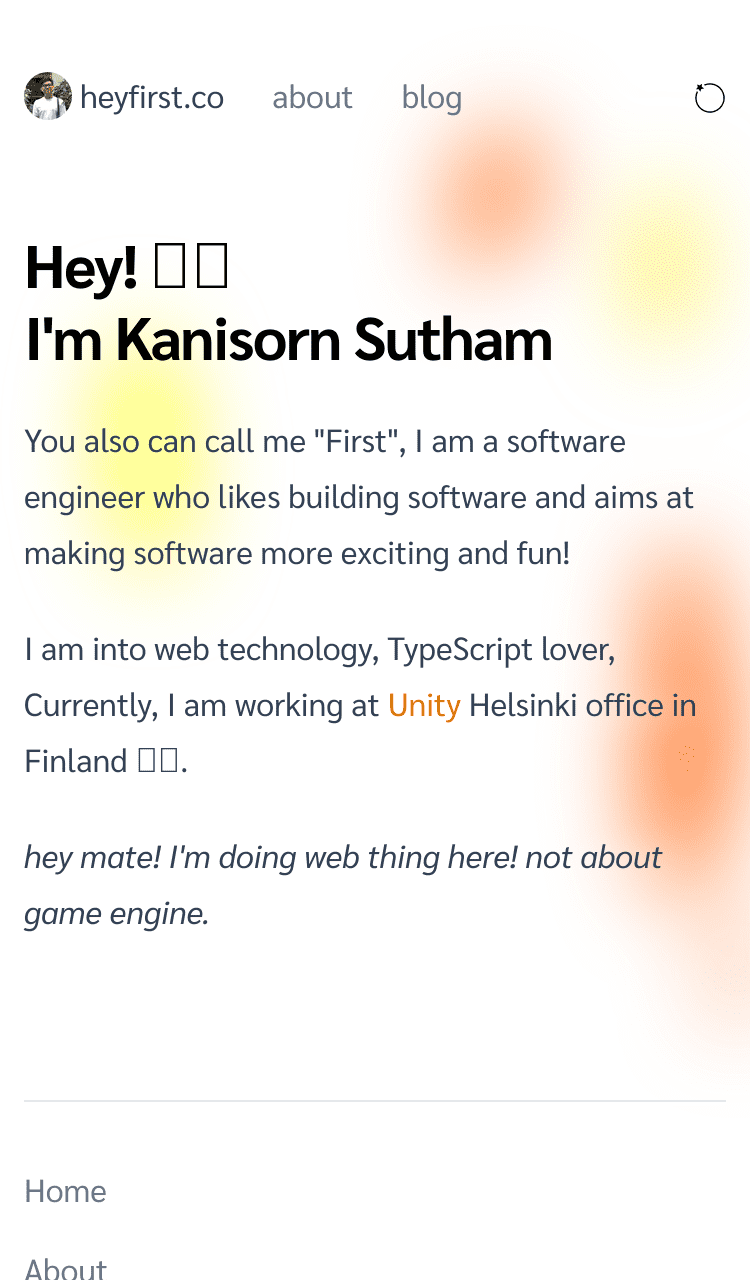 heyfirst.co about blog
Hey!
I'm Kanisorn Sutham
You also can call me "First", I am a software
engineer who likes building software and aims at
making software more exciting and fun!
I am into web technology, TypeScript lover,
Currently, I am working at Unity Helsinki office in
Finland .
hey mate! I'm doing web thing here! not about
game engine.
Home
About